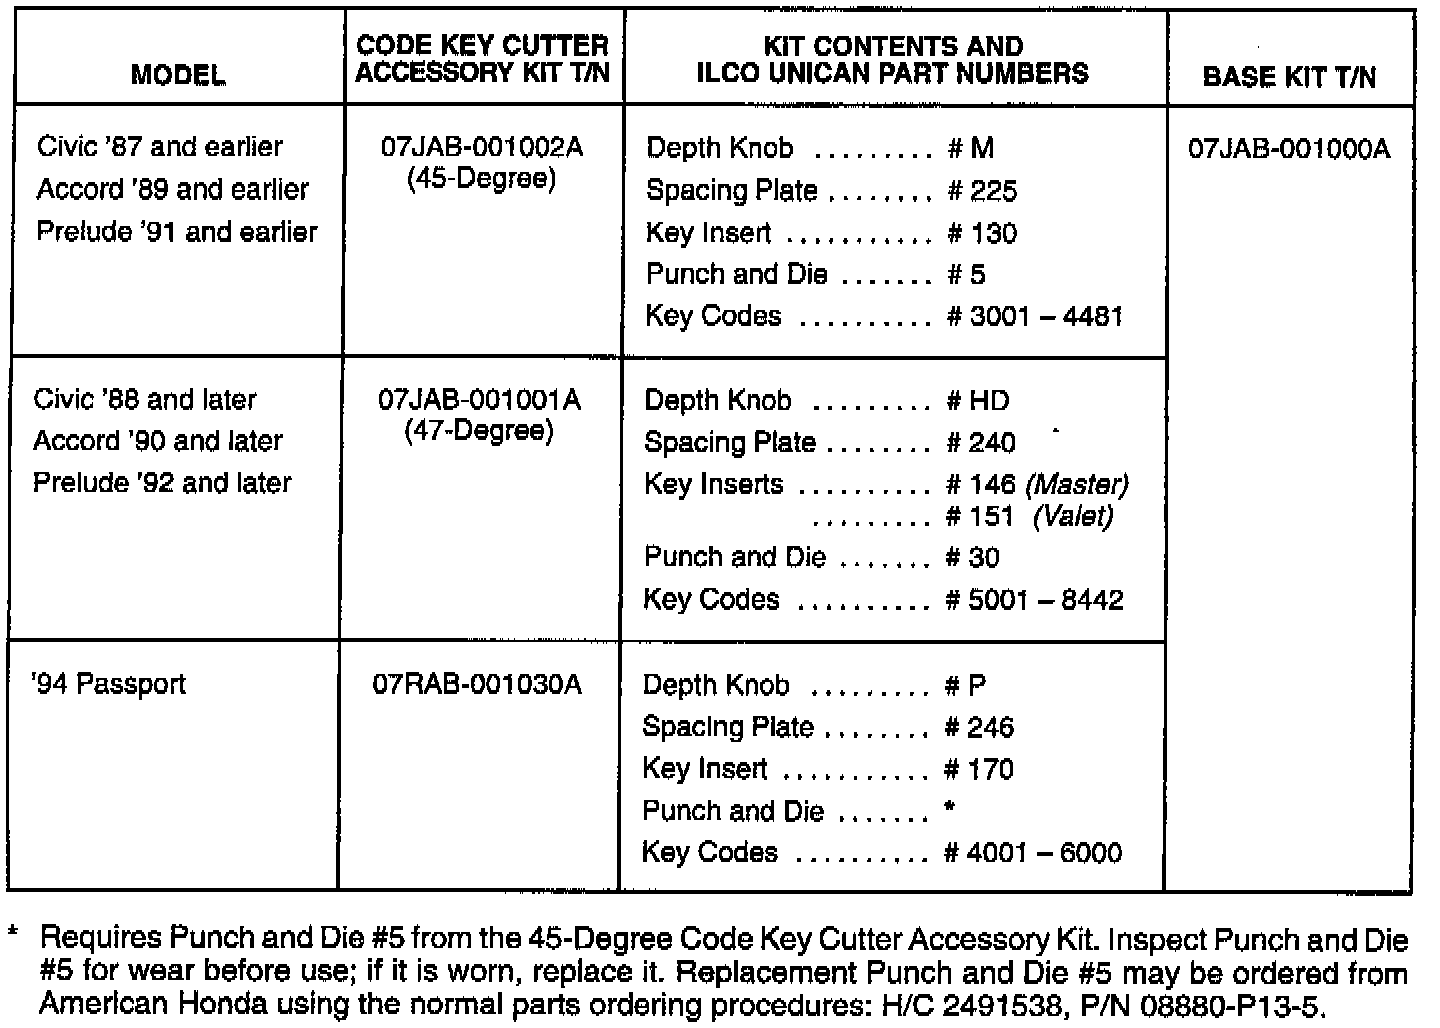 MODEL
CODE KEY CUTTER
ACCESSORY KIT T/N
KIT CONTENTS AND
ILCO UNICAN PART NUMBERS
BASE KIT T/N
Civic '87 and earlier
Accord '89 and earlier
Prelude '91 and earlier
07JAB-001002A
(45-Degree)
Depth Knob ......... # M
Spacing Plate ........ # 225
Key Insert ........... # 130
Punch and Die ....... # 5
Key Codes .......... # 3001 – 4481
07JAB-001000A
Civic '88 and later
Accord '90 and later
Prelude '92 and later
07JAB-001001A
(47-Degree)
Depth Knob ......... # HD
Spacing Plate ........ # 240
Key Inserts .......... # 146 (Master)
......... # 151 (Valet)
Punch and Die ....... # 30
Key Codes .......... # 5001 – 8442
'94 Passport
07RAB-001030A
Depth Knob ......... # P
Spacing Plate ........ # 246
Key Insert ........... # 170
Punch and Die ....... *
Key Codes .......... # 4001 – 6000
* Requires Punch and Die #5 from the 45-Degree Code Key Cutter Accessory Kit. Inspect Punch and Die
#5 for wear before use; if it is worn, replace it. Replacement Punch and Die #5 may be ordered from
American Honda using the normal parts ordering procedures: H/C 2491538, P/N 08880-P13-5.